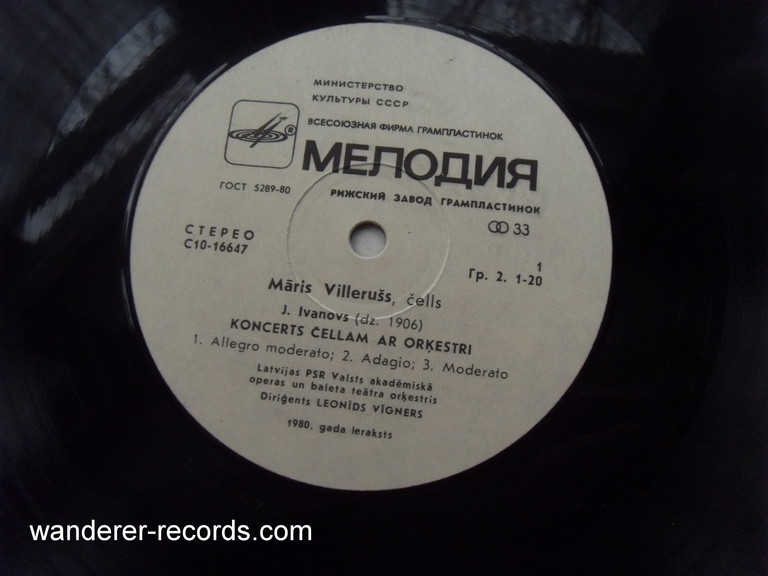 МИНИСТЕРСТВО
КУЛЬТУРЫ СССР
ВСЕСОЮЗНАЯ ФИРМА ГРАМПЛАСТИНОК
®
МЕЛОДИЯ
ГОСТ 5289-80
РИЖСКИЙ ЗАВОД ГРАМПЛАСТИНОК
СТЕРЕО
33
С10-16647
1
Гр. 2. 1-20
Māris Villerušs, čells
J. Ivanovs (dz. 1906)
KONCERTS ČELLAM AR ORĶESTRI
1. Allegro moderato; 2. Adagio; 3. Moderato
Latvijas PSR Valsts akadēmiskā
operas un baleta teātra orķestris
Diriģents LEONĪDS VĪGNERS
1980. gada ieraksts
wanderer-records.com